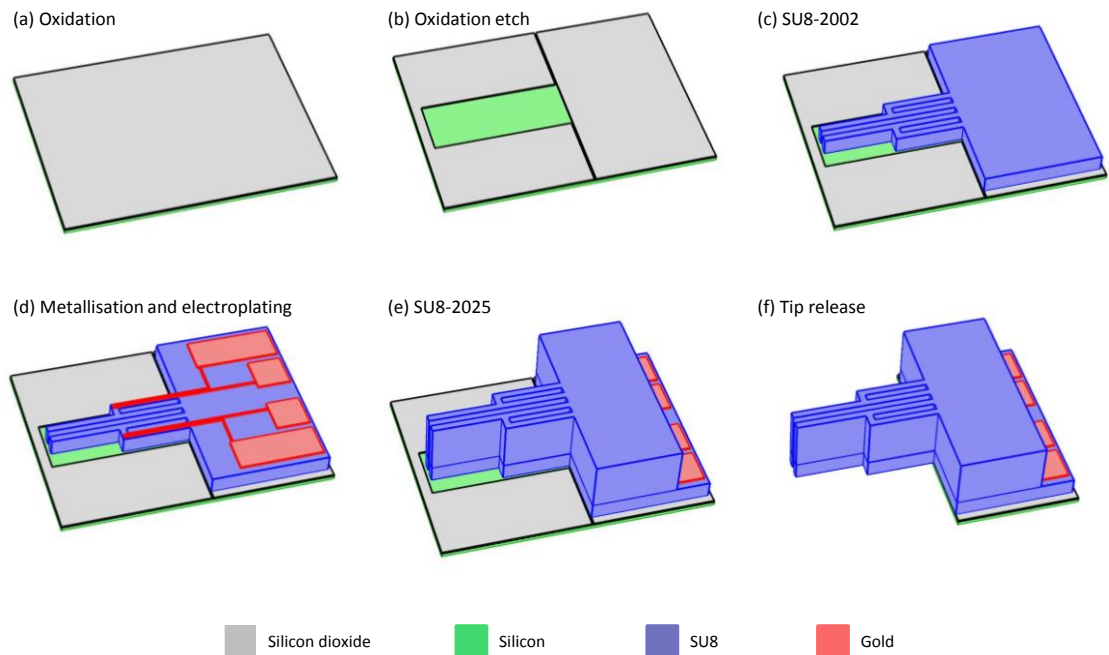 (a) Oxidation
(b) Oxidation etch
(c) SU8-2002
(d) Metallisation and electroplating
(e) SU8-2025
(f) Tip release
Silicon dioxide
Silicon
SU8
Gold